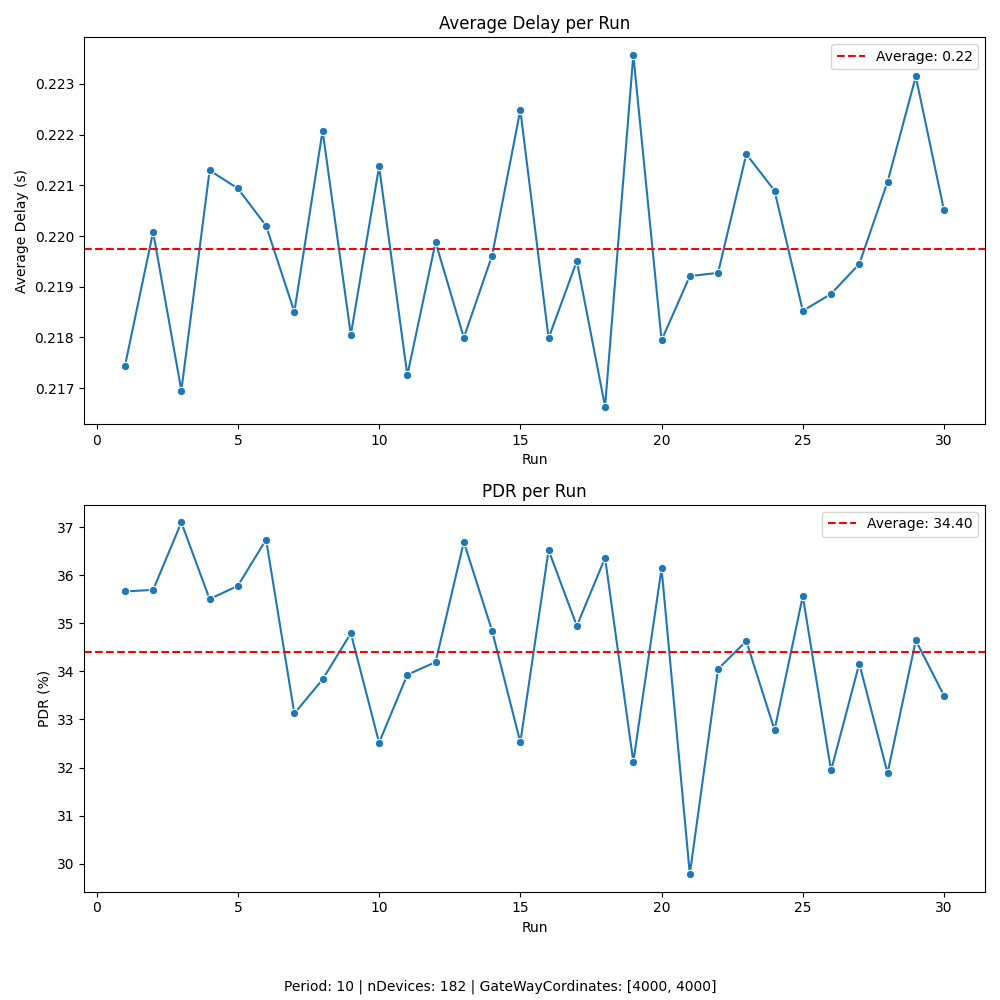 Average Delay per Run
Average: 0.22
0.223
0.222
0.221
0.220
0.219
0.218
0.217
Average Delay (s)
0 5 10 15 20 25 30
Run
PDR per Run
Average: 34.40
37
36
35
34
33
32
31
30
PDR (%)
0 5 10 15 20 25 30
Run
Period: 10 | nDevices: 182 | GateWayCordinates: [4000, 4000]